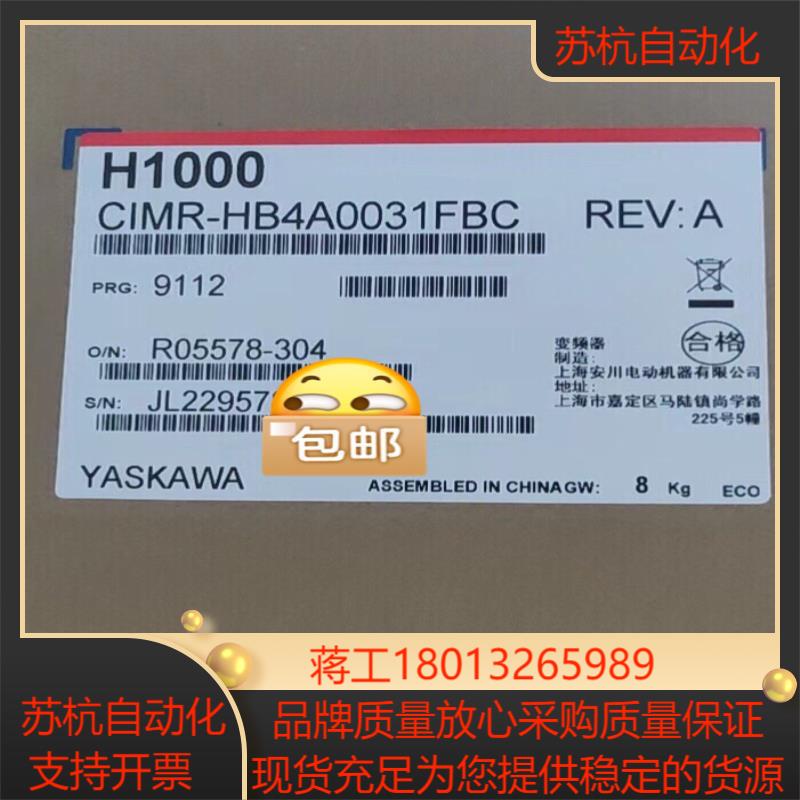 苏杭自动化
H1000
CIMR-HB4A0031FBC
REV: A
PRG: 9112
O/N: R05578-304
S/N: JL22957
变频器
制造:
上海安川电动机器有限公司
地址:
上海市嘉定区马陆镇尚学路
225号5幢
合格
包邮
YASKAWA
ASSEMBLED IN CHINA GW: 8 Kg
ECO
蒋工18013265989
苏杭自动化
支持开票
品牌质量放心采购质量保证
现货充足为您提供稳定的货源